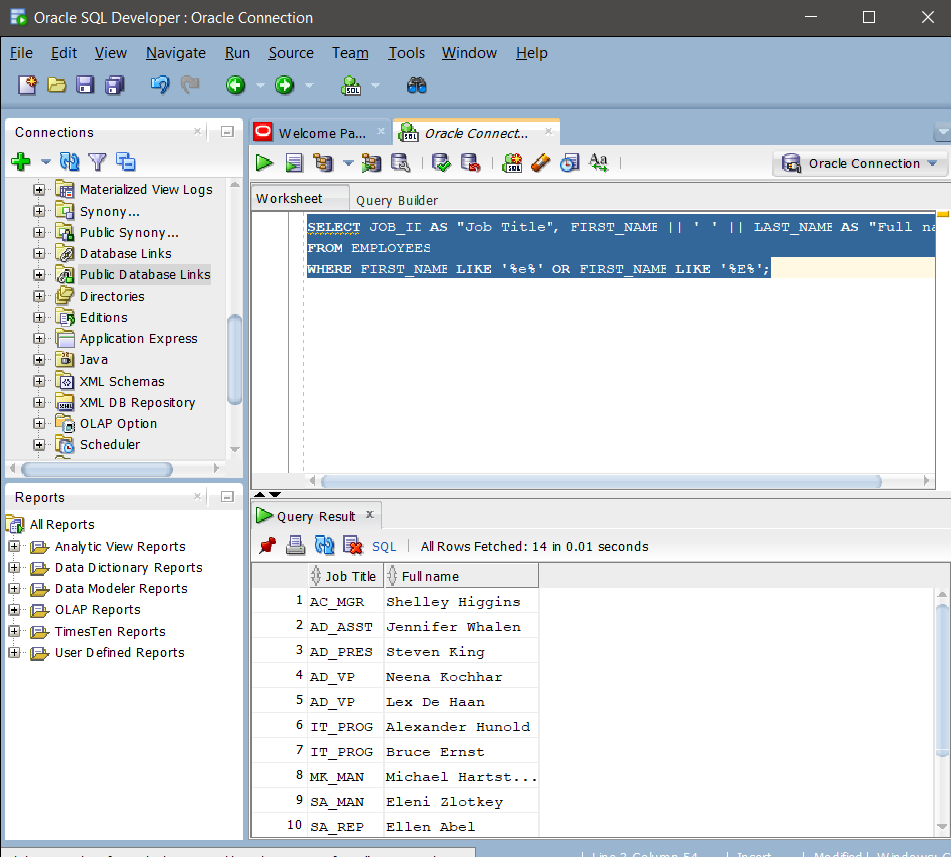 Oracle SQL Developer : Oracle Connection
File Edit View Navigate Run Source Team Tools Window Help
Connections
Materialized View Logs
Synony...
Public Synony...
Database Links
Public Database Links
Directories
Editions
Application Express
Java
XML Schemas
XML DB Repository
OLAP Option
Scheduler
Reports
All Reports
Analytic View Reports
Data Dictionary Reports
Data Modeler Reports
OLAP Reports
TimesTen Reports
User Defined Reports
Welcome Pa...
Oracle Connect...
Oracle Connection
Worksheet Query Builder
SELECT JOB_ID AS "Job Title", FIRST_NAME || ' ' || LAST_NAME AS "Full na
FROM EMPLOYEES
WHERE FIRST_NAME LIKE '%e%' OR FIRST_NAME LIKE '%E%';
Query Result
SQL All Rows Fetched: 14 in 0.01 seconds
Job Title Full name
1 AC_MGR Shelley Higgins
2 AD_ASST Jennifer Whalen
3 AD_PRES Steven King
4 AD_VP Neena Kochhar
5 AD_VP Lex De Haan
6 IT_PROG Alexander Hunold
7 IT_PROG Bruce Ernst
8 MK_MAN Michael Hartst...
9 SA_MAN Eleni Zlotkey
10 SA_REP Ellen Abel
Line 3 Column 54 Insert Modified Windows: C